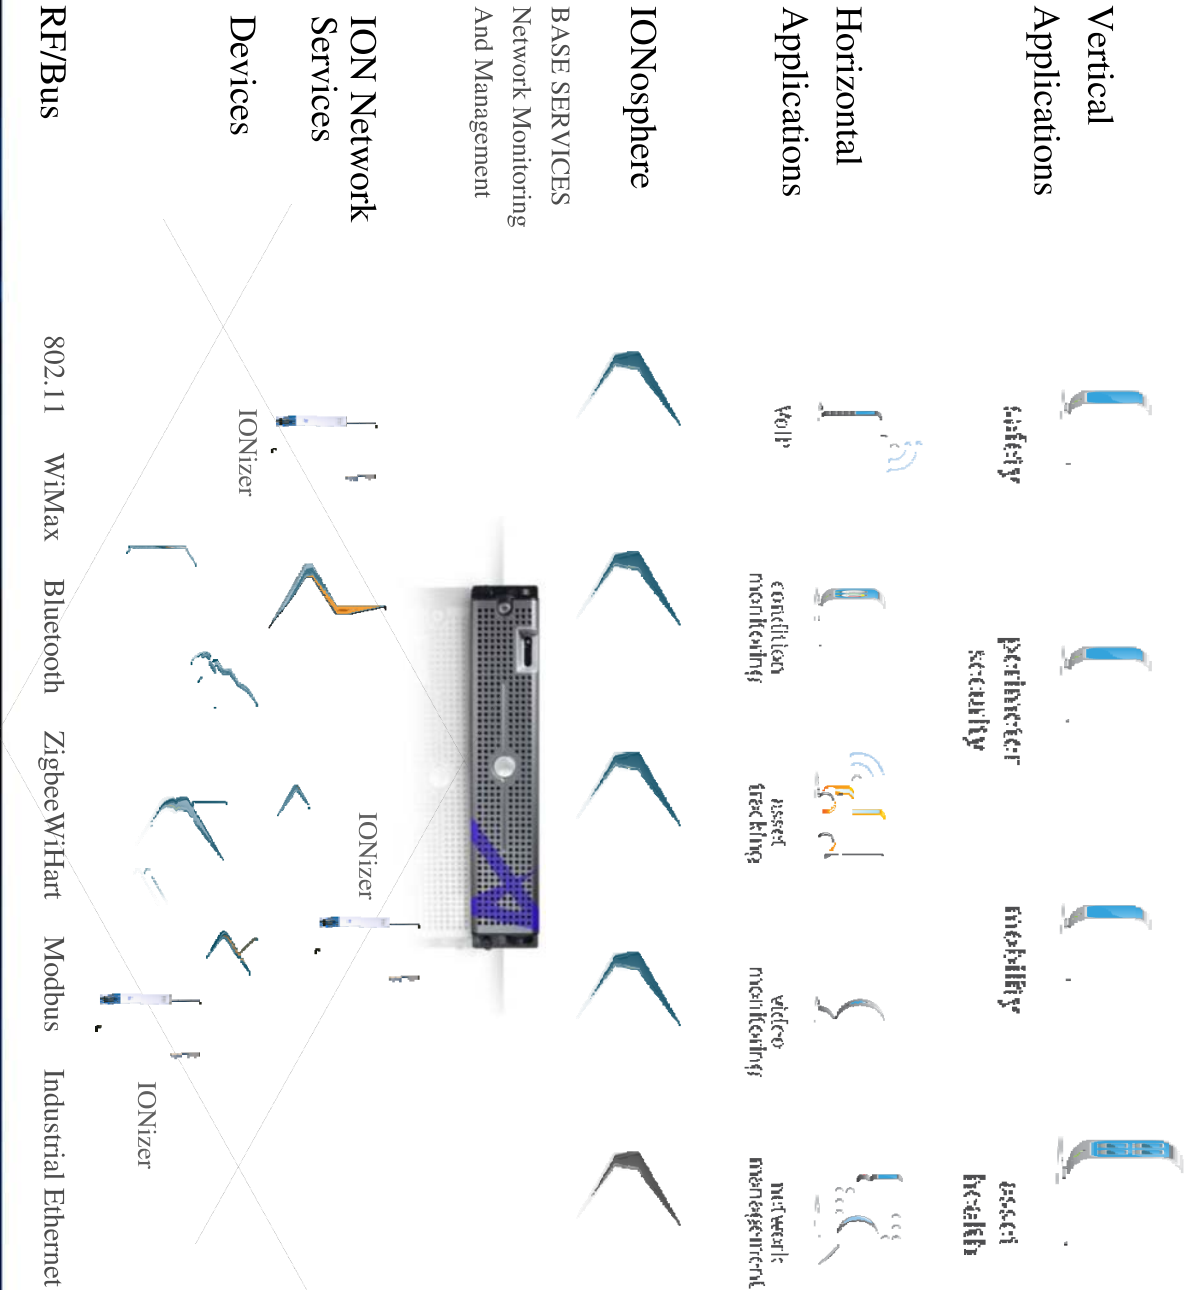 Vertical
Applications
safety
perimeter
security
mobility
asset
health
Horizontal
Applications
VoIP
condition
monitoring
asset
tracking
video
monitoring
network
management
IONosphere
BASE SERVICES
Network Monitoring
And Management
ION Network
Services
IONizer
IONizer
IONizer
Devices
RF/Bus
802.11 WiMax Bluetooth ZigbeeWiHart Modbus Industrial Ethernet